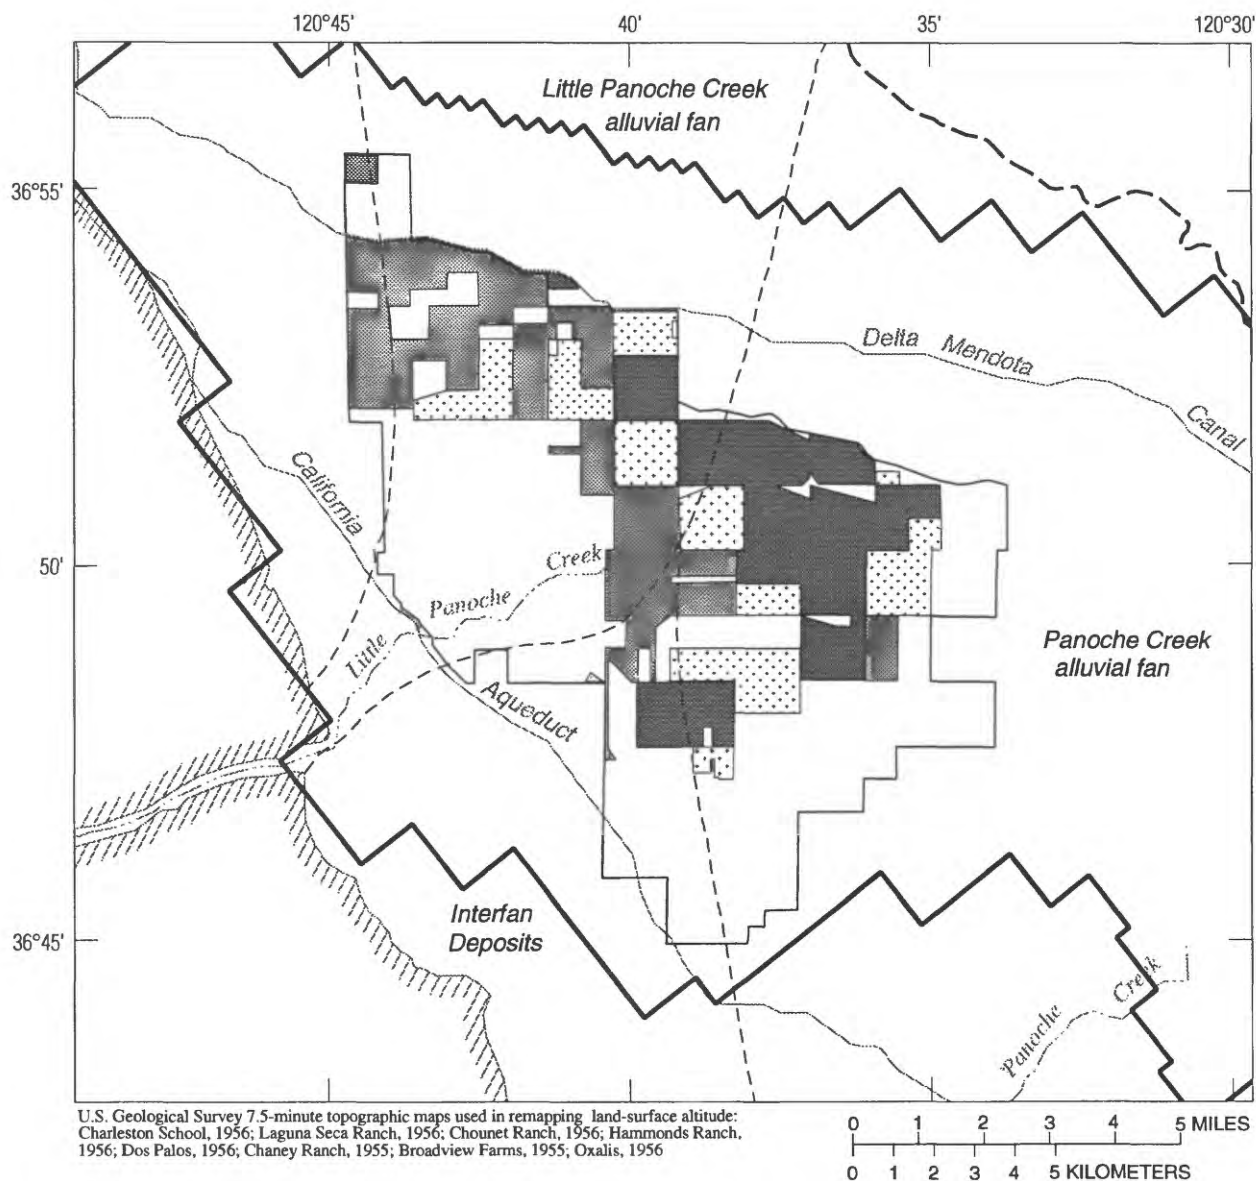 120°45'
40'
35'
120°30'
Little Panoche Creek
alluvial fan
36°55'
Delta Mendota
Canal
California
50'
Little Panoche Creek
Aqueduct
Panoche Creek
alluvial fan
Interfan
Deposits
36°45'
Panoche Creek
U.S. Geological Survey 7.5-minute topographic maps used in remapping land-surface altitude:
Charleston School, 1956; Laguna Seca Ranch, 1956; Chounet Ranch, 1956; Hammonds Ranch,
1956; Dos Palos, 1956; Chaney Ranch, 1955; Broadview Farms, 1955; Oxalis, 1956
0 1 2 3 4 5 MILES
0 1 2 3 4 5 KILOMETERS